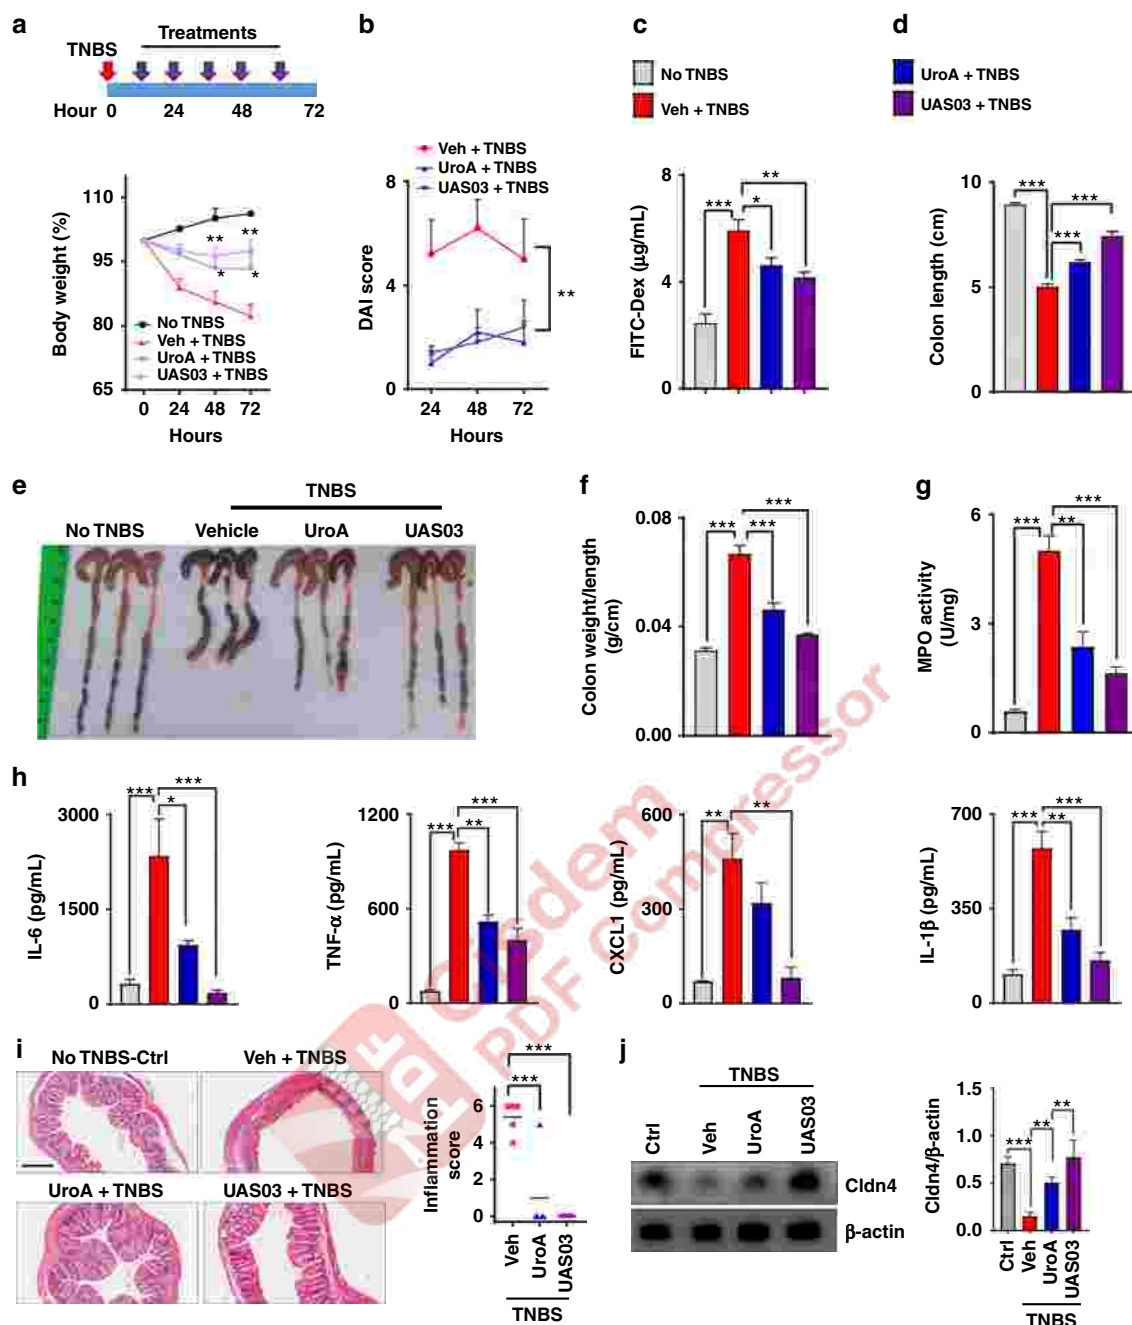 a
Treatments
TNBS
Hour 0 24 48 72
Body weight (%)
110
95
80
65
** **
* *
No TNBS
Veh + TNBS
UroA + TNBS
UAS03 + TNBS
0 24 48 72
Hours
b
Veh + TNBS
UroA + TNBS
UAS03 + TNBS
DAI score
8
4
0
**
24 48 72
Hours
c
No TNBS
Veh + TNBS
FITC-Dex (μg/mL)
8
4
0
**
*** *
d
UroA + TNBS
UAS03 + TNBS
Colon length (cm)
10
5
0
*** ***
***
e
TNBS
No TNBS Vehicle UroA UAS03
f
Colon weight/length
(g/cm)
0.08
0.04
0.00
***
*** ***
g
MPO activity
(U/mg)
6
3
0
***
*** **
h
IL-6 (pg/mL)
3000
1500
0
*** ***
*
TNF-α (pg/mL)
1200
600
0
***
*** **
CXCL1 (pg/mL)
600
300
0
** **
IL-1β (pg/mL)
700
350
0
***
*** **
i
No TNBS-Ctrl Veh + TNBS
UroA + TNBS UAS03 + TNBS
Inflammation
score
6
4
2
0
***
***
Veh UroA UAS03
TNBS
j
TNBS
Ctrl Veh UroA UAS03
Cldn4
β-actin
Cldn4/β-actin
1.5
1.0
0.5
0.0
*** ** **
Ctrl Veh UroA UAS03
TNBS
Cisdem
PDF Compressor